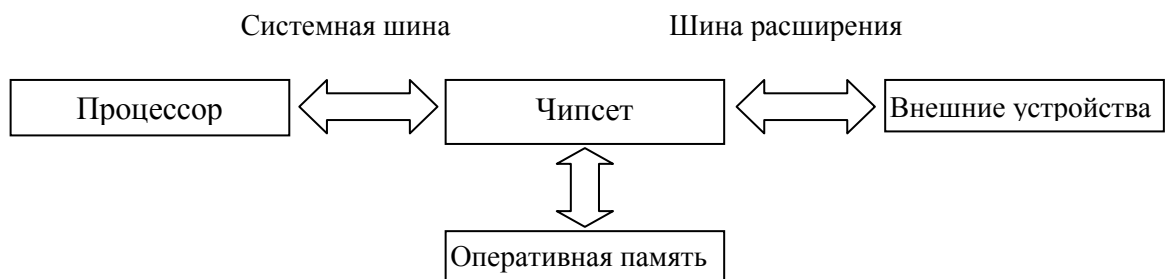 Системная шина
Шина расширения
Процессор
Чипсет
Внешние устройства
Оперативная память